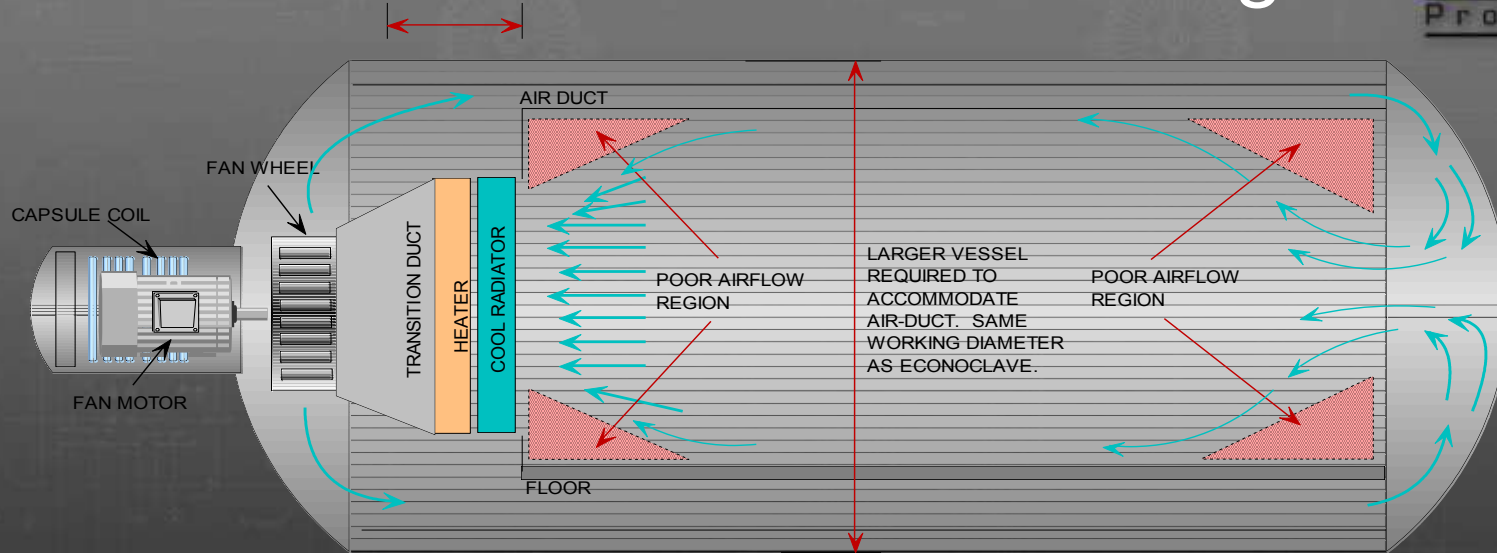 AIR DUCT
FAN WHEEL
CAPSULE COIL
FAN MOTOR
TRANSITION DUCT
HEATER
COOL RADIATOR
POOR AIRFLOW
REGION
LARGER VESSEL
REQUIRED TO
ACCOMMODATE
AIR-DUCT. SAME
WORKING DIAMETER
AS ECONOCLAVE.
POOR AIRFLOW
REGION
FLOOR